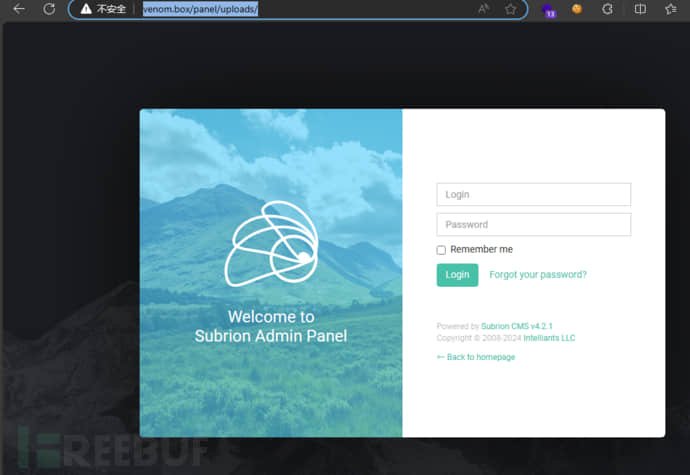 不安全
venom.box/panel/uploads/
13
Welcome to
Subrion Admin Panel
Login
Password
Remember me
Login
Forgot your password?
Powered by Subrion CMS v4.2.1
Copyright © 2008-2024 Intelliants LLC
← Back to homepage
REEBUF